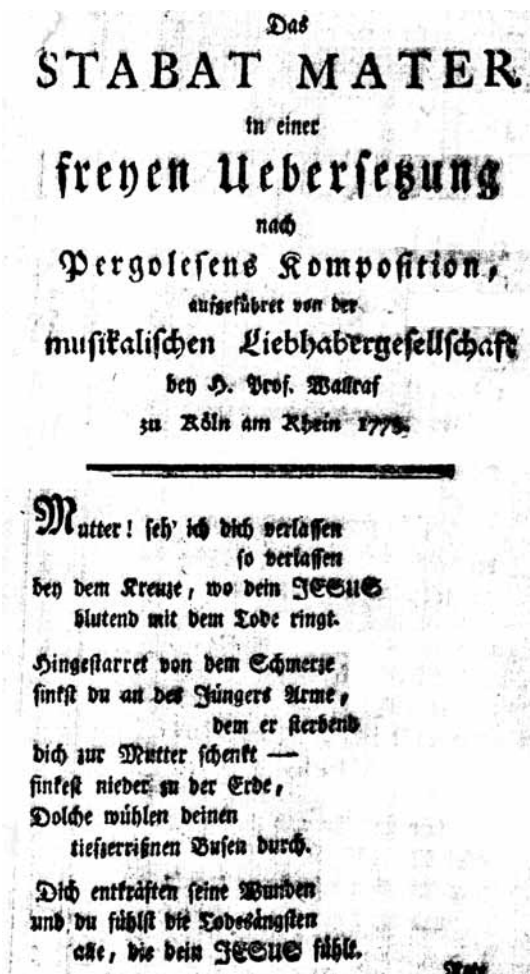 Das
STABAT MATER
in einer
freyen Uebersetzung
nach
Pergolesens Komposition,
aufgeführet von der
musikalischen Liebhabergesellschaft
bey H. Prof. Wallraf
zu Köln am Rhein
Mutter! seh' ich dich verlassen
so verlassen
bey dem Kreuze, wo dein JESUS
blutend mit dem Tode ringt.
Hingestarret von dem Schmerze
sinkst du an des Jüngers Arme,
dem er sterbend
dich zur Mutter schenkt —
sinkest nieder zu der Erde,
Dolche wühlen deinen
tiefzerrißnen Busen durch.
Dich entkräften seine Wunden
und du fühlst die Todesängsten
alle, die dein JESUS fühlt.